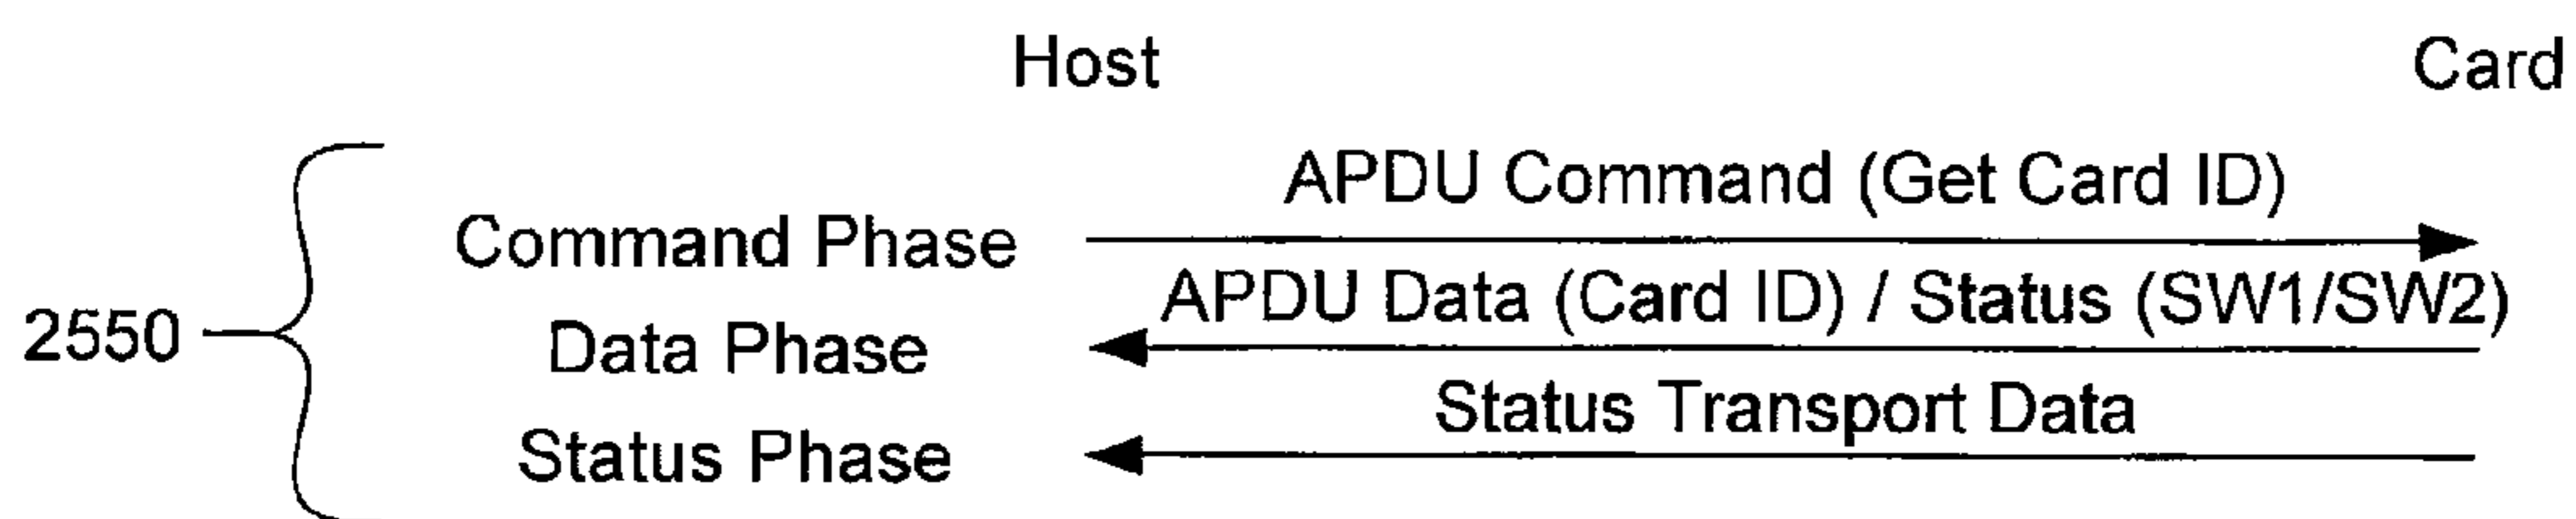 Host Card
APDU Command (Get Card ID)
Command Phase
APDU Data (Card ID) / Status (SW1/SW2)
2550 Data Phase
Status Transport Data
Status Phase